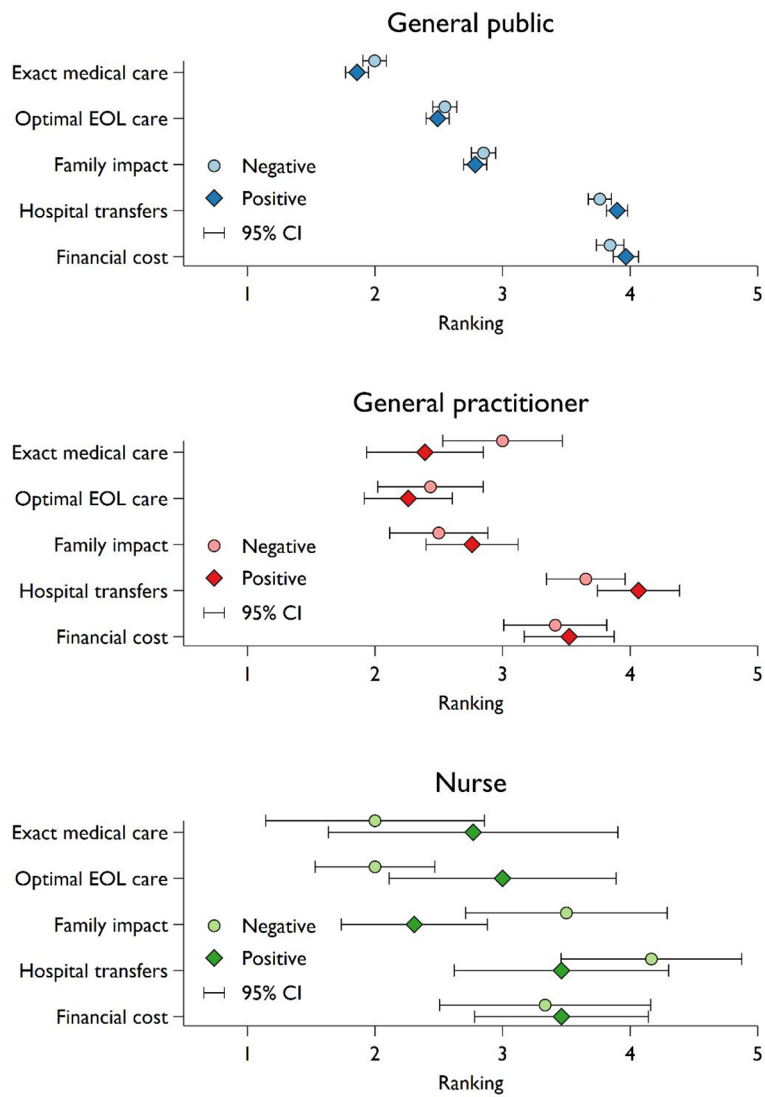 General public
Exact medical care
Optimal EOL care
Family impact
Hospital transfers
Financial cost
Negative
Positive
95% CI
1 2 3 4 5
Ranking
General practitioner
Exact medical care
Optimal EOL care
Family impact
Hospital transfers
Financial cost
Negative
Positive
95% CI
1 2 3 4 5
Ranking
Nurse
Exact medical care
Optimal EOL care
Family impact
Hospital transfers
Financial cost
Negative
Positive
95% CI
1 2 3 4 5
Ranking